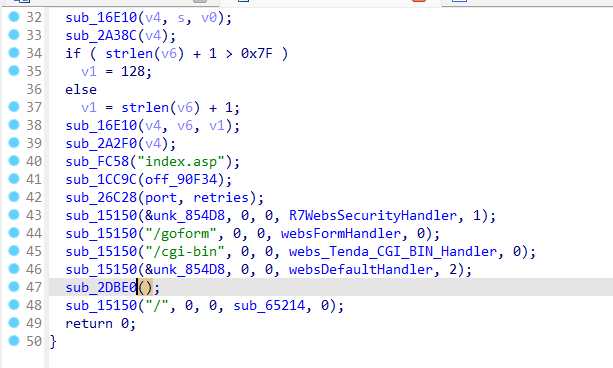 32 sub_16E10(v4, s, v0);
33 sub_2A38C(v4);
34 if ( strlen(v6) + 1 > 0x7F )
35 v1 = 128;
36 else
37 v1 = strlen(v6) + 1;
38 sub_16E10(v4, v6, v1);
39 sub_2A2F0(v4);
40 sub_FC58("index.asp");
41 sub_1CC9C(off_90F34);
42 sub_26C28(port, retries);
43 sub_15150(&unk_854D8, 0, 0, R7WebsSecurityHandler, 1);
44 sub_15150("/goform", 0, 0, websFormHandler, 0);
45 sub_15150("/cgi-bin", 0, 0, webs_Tenda_CGI_BIN_Handler, 0);
46 sub_15150(&unk_854D8, 0, 0, websDefaultHandler, 2);
47 sub_2DBE0();
48 sub_15150("/", 0, 0, sub_65214, 0);
49 return 0;
50 }